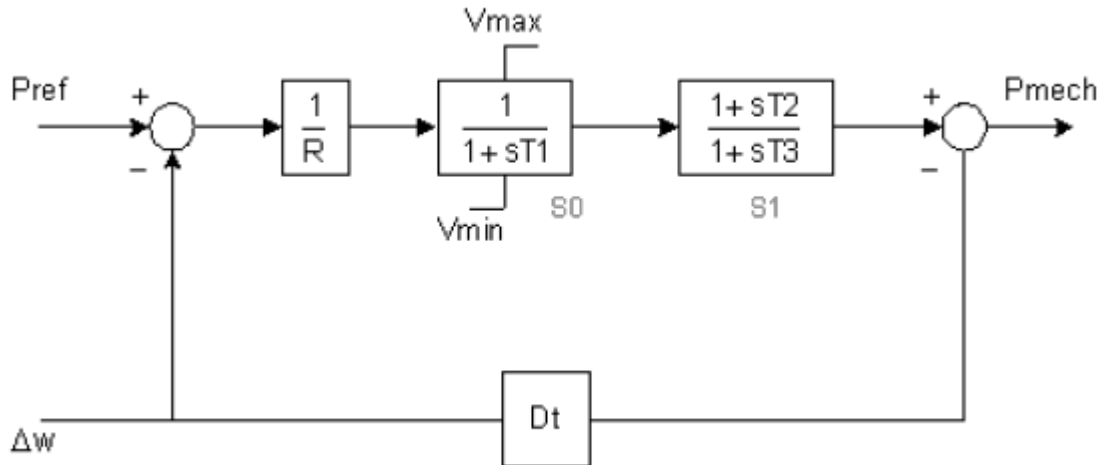 Vmax
Pref
+
−
1
R
1
1 + sT1
1 + sT2
1 + sT3
+
−
Pmech
Vmin
S0
S1
Δw
Dt